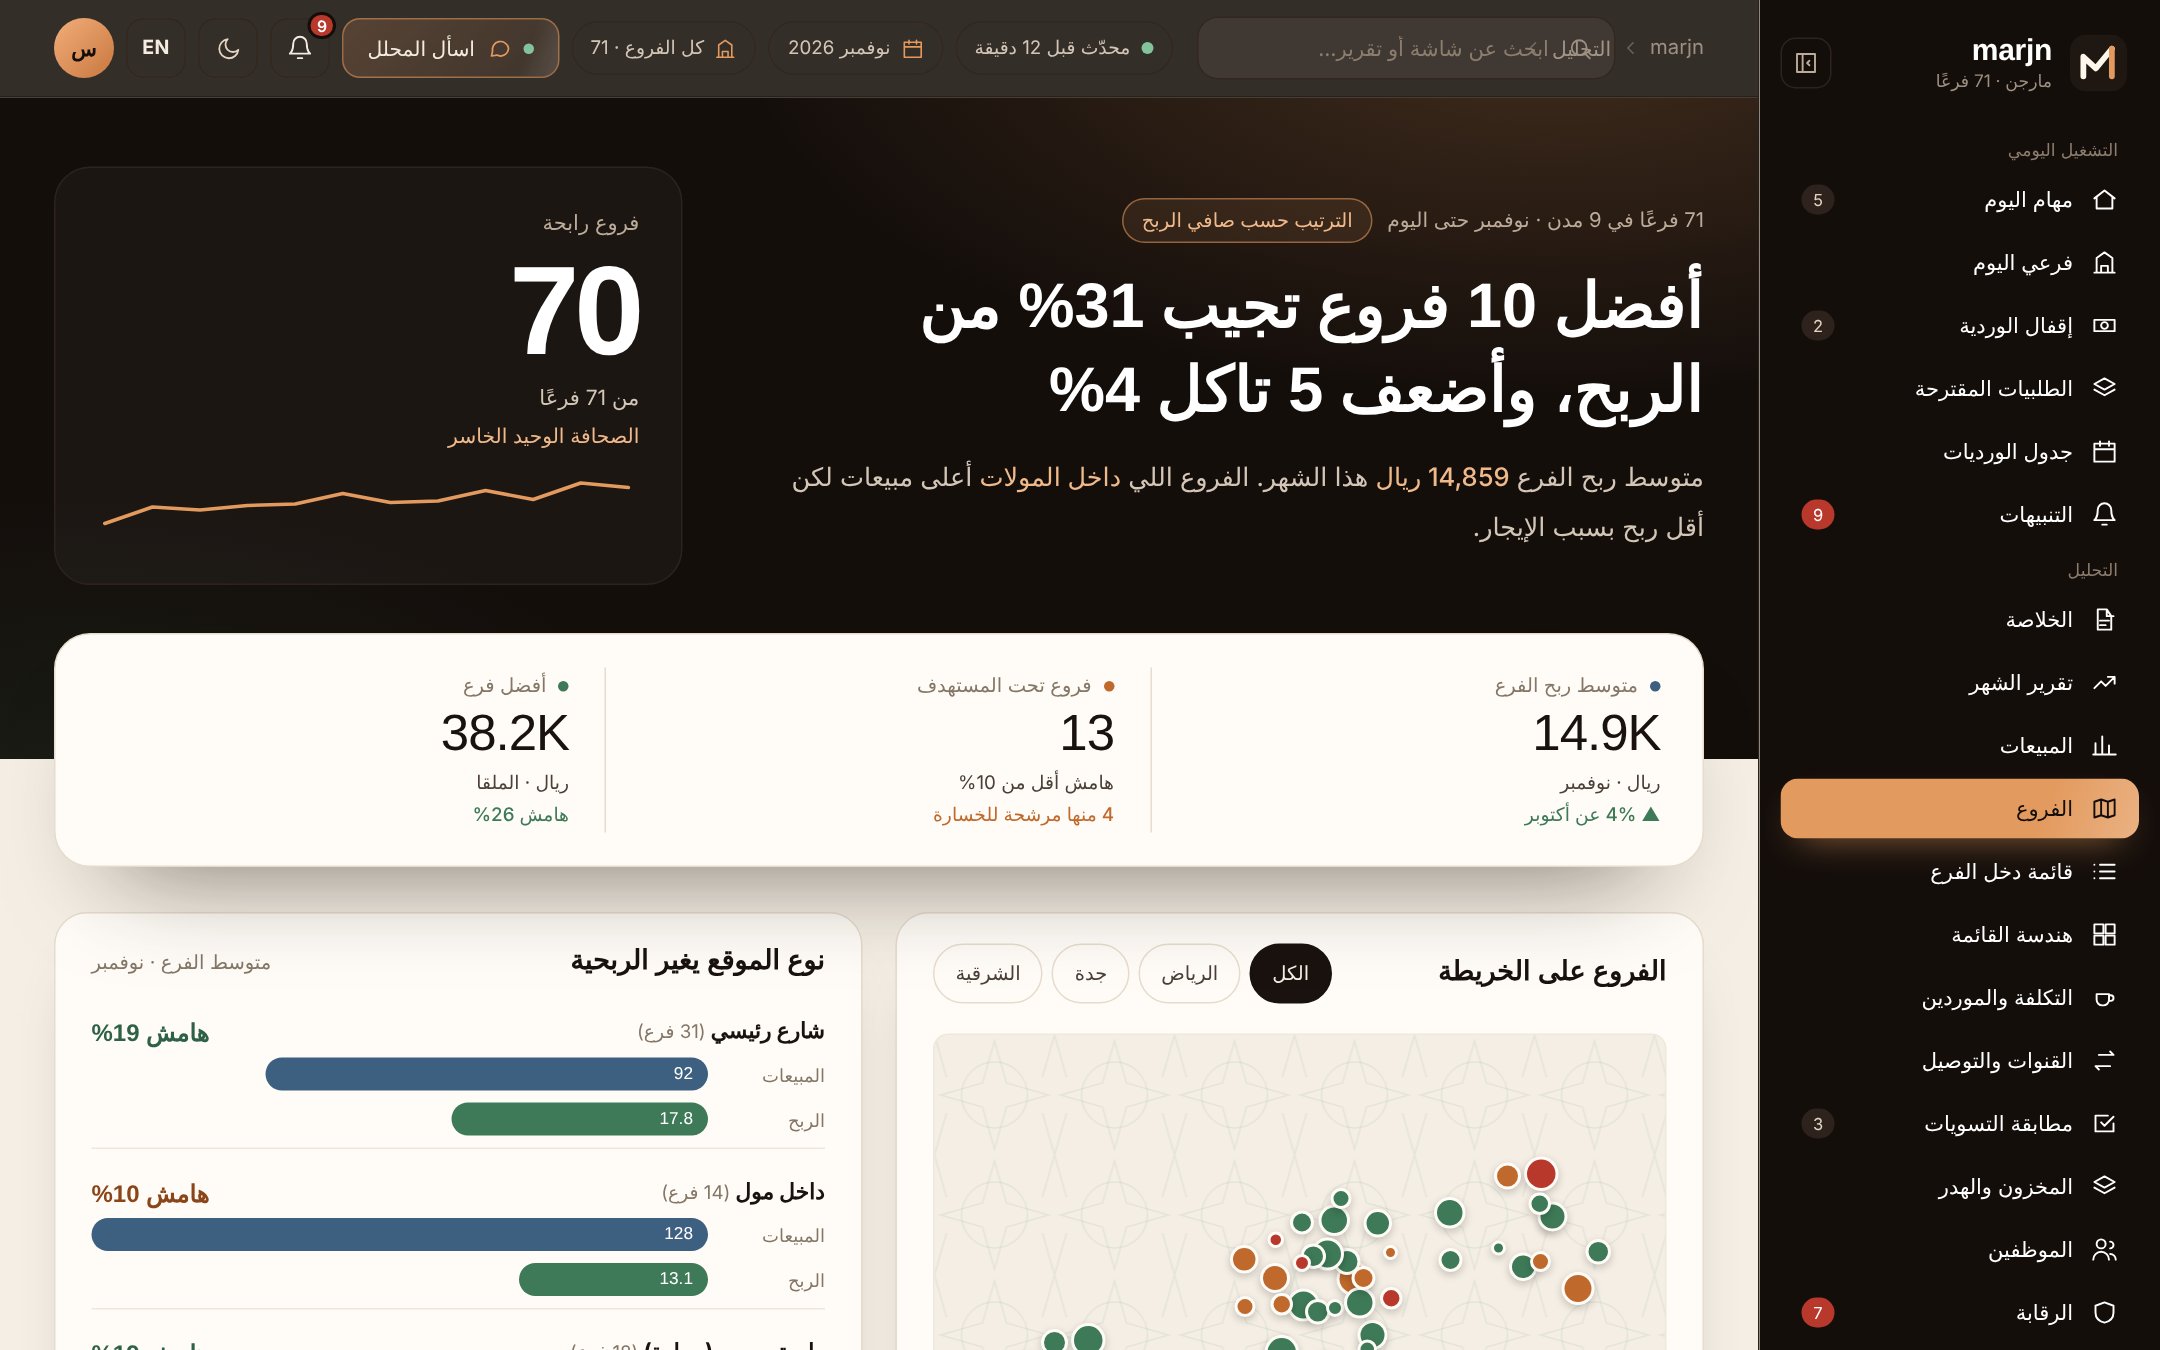 marjn
مارجن · 71 فرعًا
التشغيل اليومي
مهام اليوم
5
فرعي اليوم
إقفال الوردية
2
الطلبيات المقترحة
جدول الورديات
التنبيهات
9
التحليل
الخلاصة
تقرير الشهر
المبيعات
الفروع
قائمة دخل الفرع
هندسة القائمة
التكلفة والموردين
القنوات والتوصيل
مطابقة التسويات
3
المخزون والهدر
الموظفين
الرقابة
7
marjn
التحليل
ابحث عن شاشة أو تقرير...
محدّث قبل 12 دقيقة
نوفمبر 2026
كل الفروع · 71
اسأل المحلل
9
EN
س
71 فرعًا في 9 مدن · نوفمبر حتى اليوم
الترتيب حسب صافي الربح
أفضل 10 فروع تجيب 31% من
الربح، وأضعف 5 تاكل 4%
متوسط ربح الفرع 14,859 ريال هذا الشهر. الفروع اللي داخل المولات أعلى مبيعات لكن
أقل ربح بسبب الإيجار.
فروع رابحة
70
من 71 فرعًا
الصحافة الوحيد الخاسر
متوسط ربح الفرع
14.9K
ريال · نوفمبر
▲ 4% عن أكتوبر
فروع تحت المستهدف
13
هامش أقل من 10%
4 منها مرشحة للخسارة
أفضل فرع
38.2K
ريال · الملقا
هامش 26%
الفروع على الخريطة
الكل
الرياض
جدة
الشرقية
نوع الموقع يغير الربحية
متوسط الفرع · نوفمبر
شارع رئيسي (31 فرع)
هامش 19%
المبيعات
92
الربح
17.8
داخل مول (14 فرع)
هامش 10%
المبيعات
128
الربح
13.1